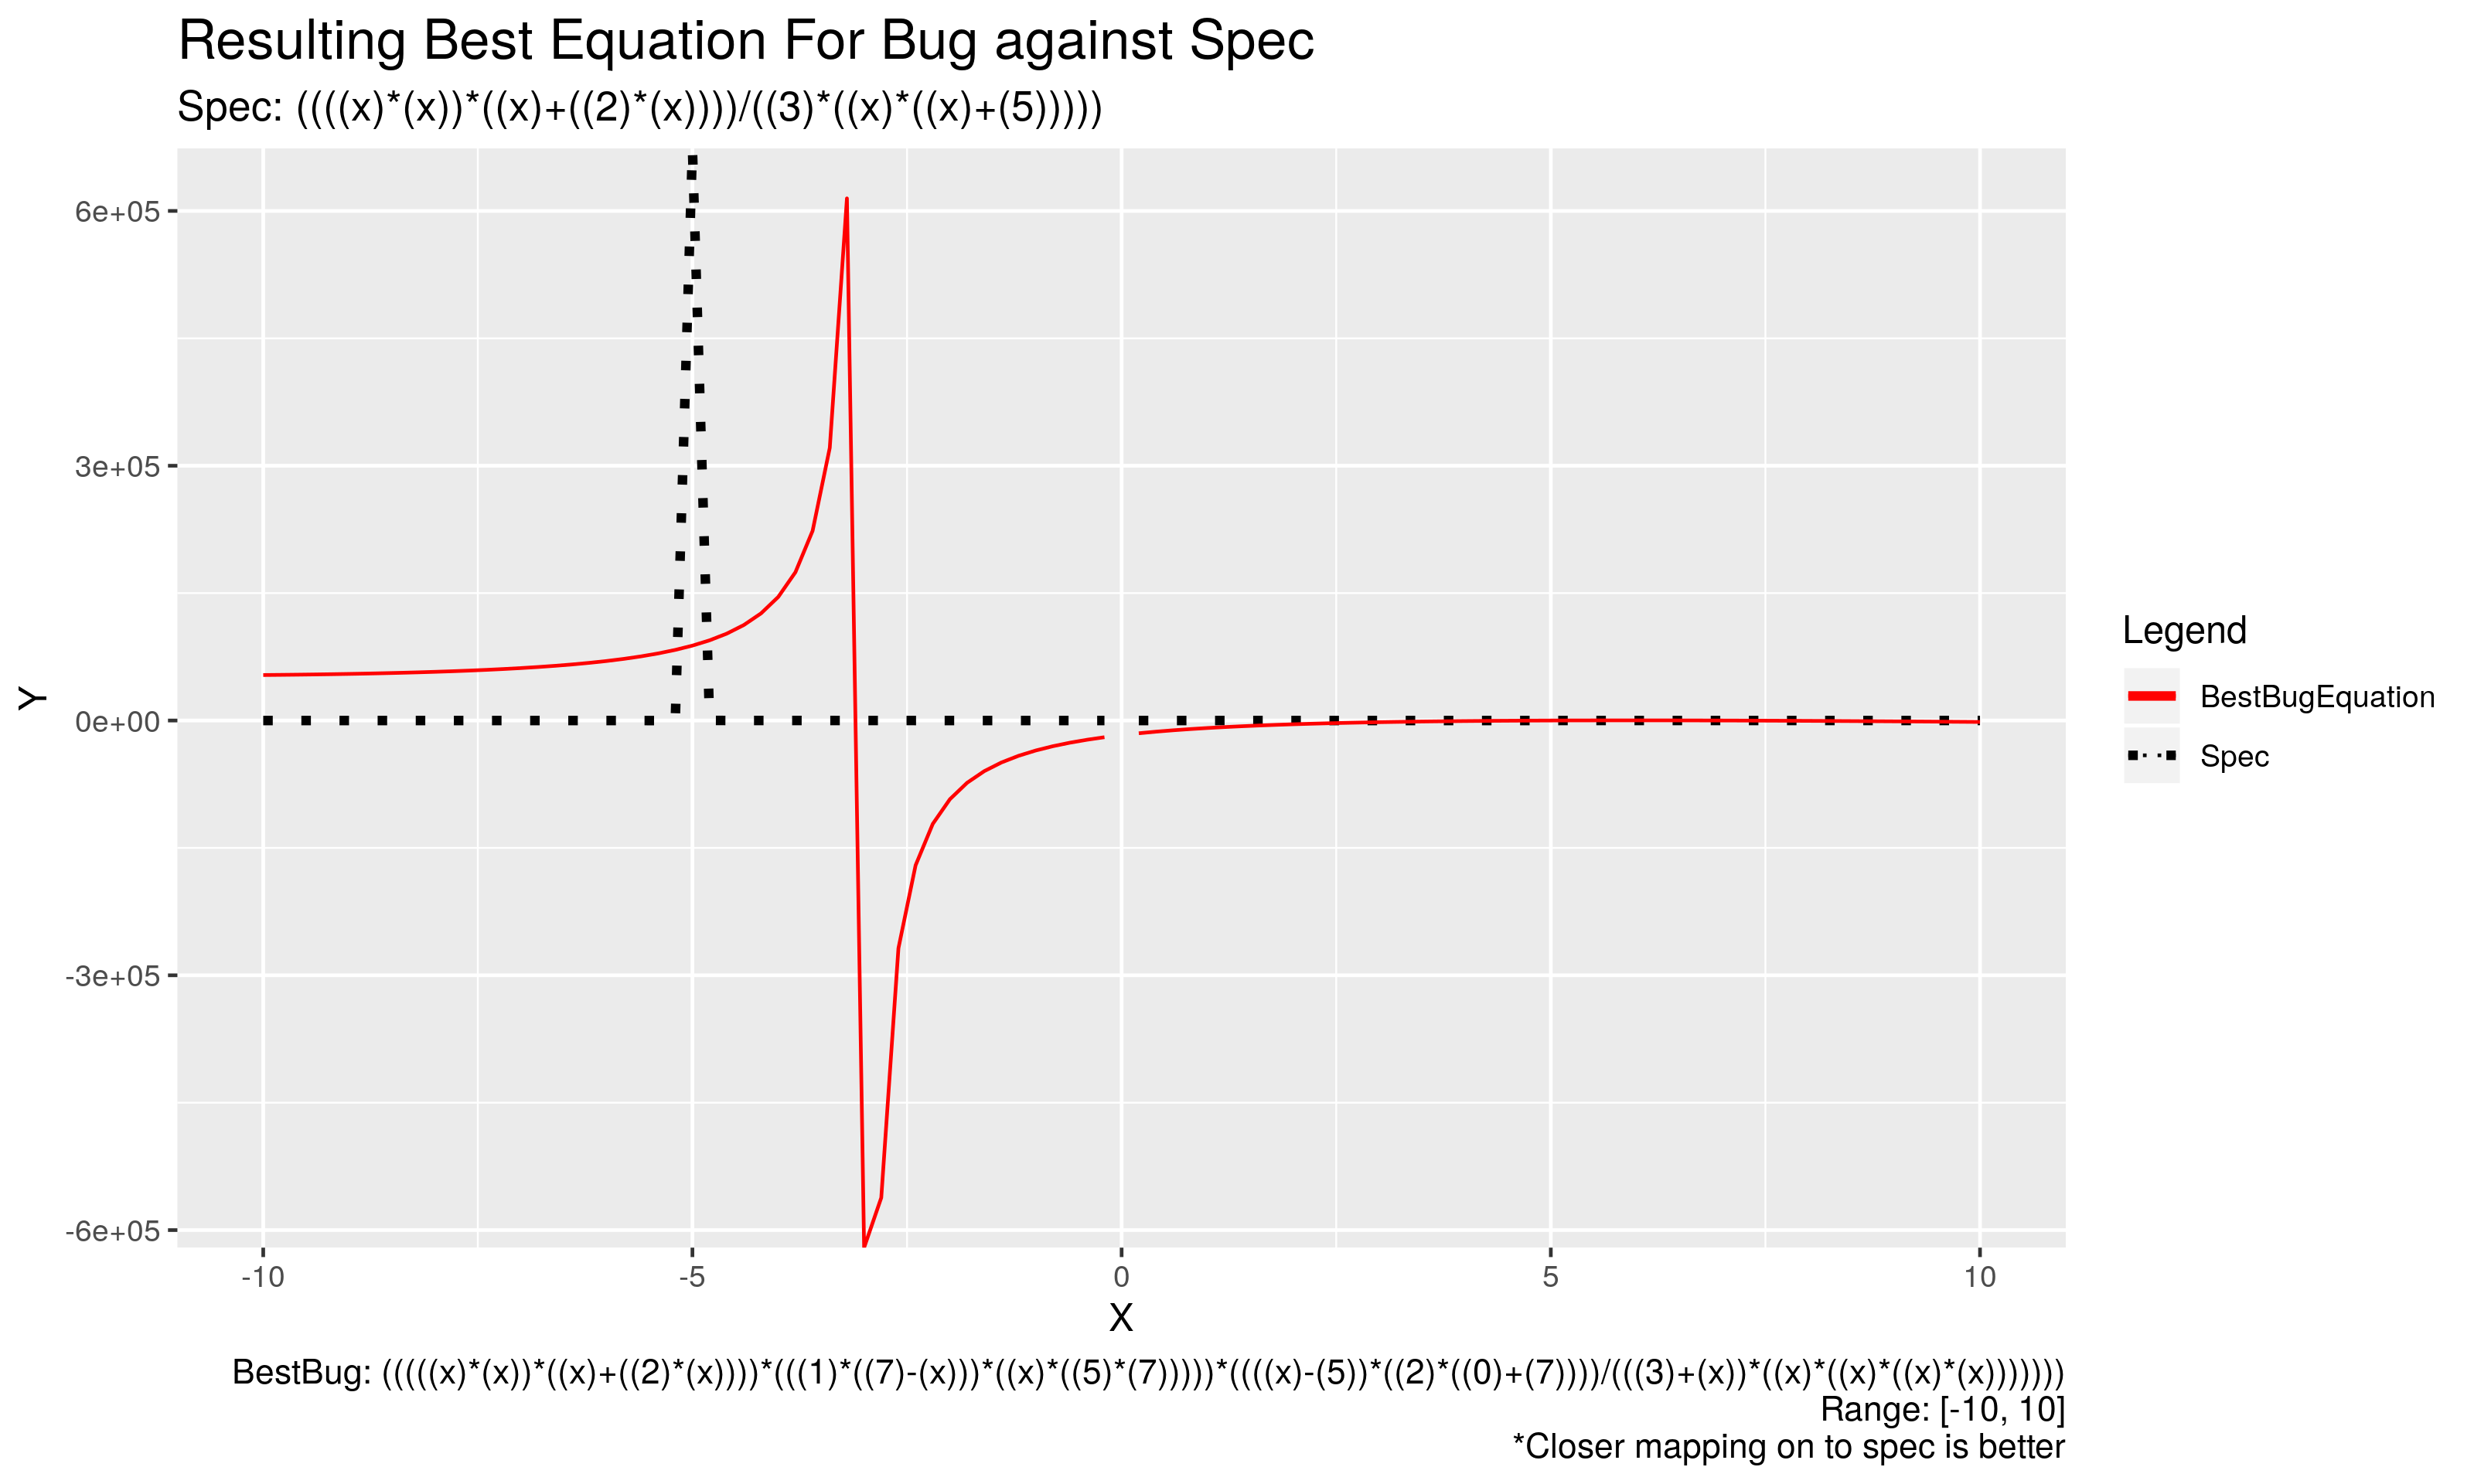 Resulting Best Equation For Bug against Spec
Spec: ((((x)*(x))*((x)+((2)*(x))))/((3)*((x)*((x)+(5)))))
6e+05
3e+05
0e+00
-3e+05
-6e+05
Y
-10
-5
0
5
10
X
Legend
BestBugEquation
Spec
BestBug: (((((x)*(x))*((x)+((2)*(x))))*(((1)*((7)-(x)))*((x)*((5)*(7)))))*((((x)-(5))*((2)*((0)+(7))))/(((3)+(x))*((x)*((x)*((x)*(x)))))))
Range: [-10, 10]
*Closer mapping on to spec is better